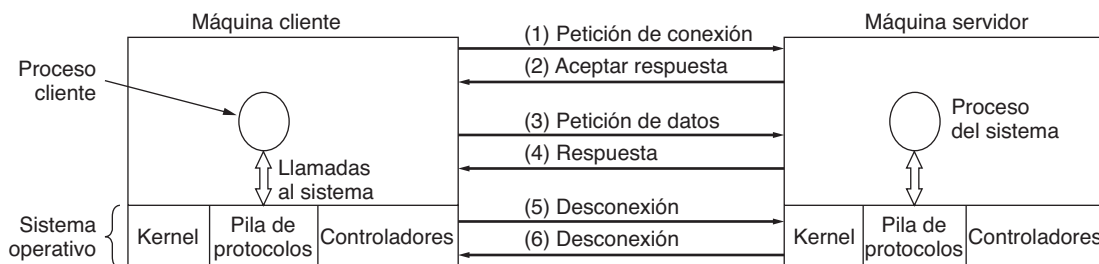 Máquina cliente
Máquina servidor
(1) Petición de conexión
(2) Aceptar respuesta
Proceso
cliente
(3) Petición de datos
(4) Respuesta
Proceso
del sistema
Llamadas
al sistema
(5) Desconexión
(6) Desconexión
Sistema
operativo
Kernel
Pila de
protocolos
Controladores
Kernel
Pila de
protocolos
Controladores